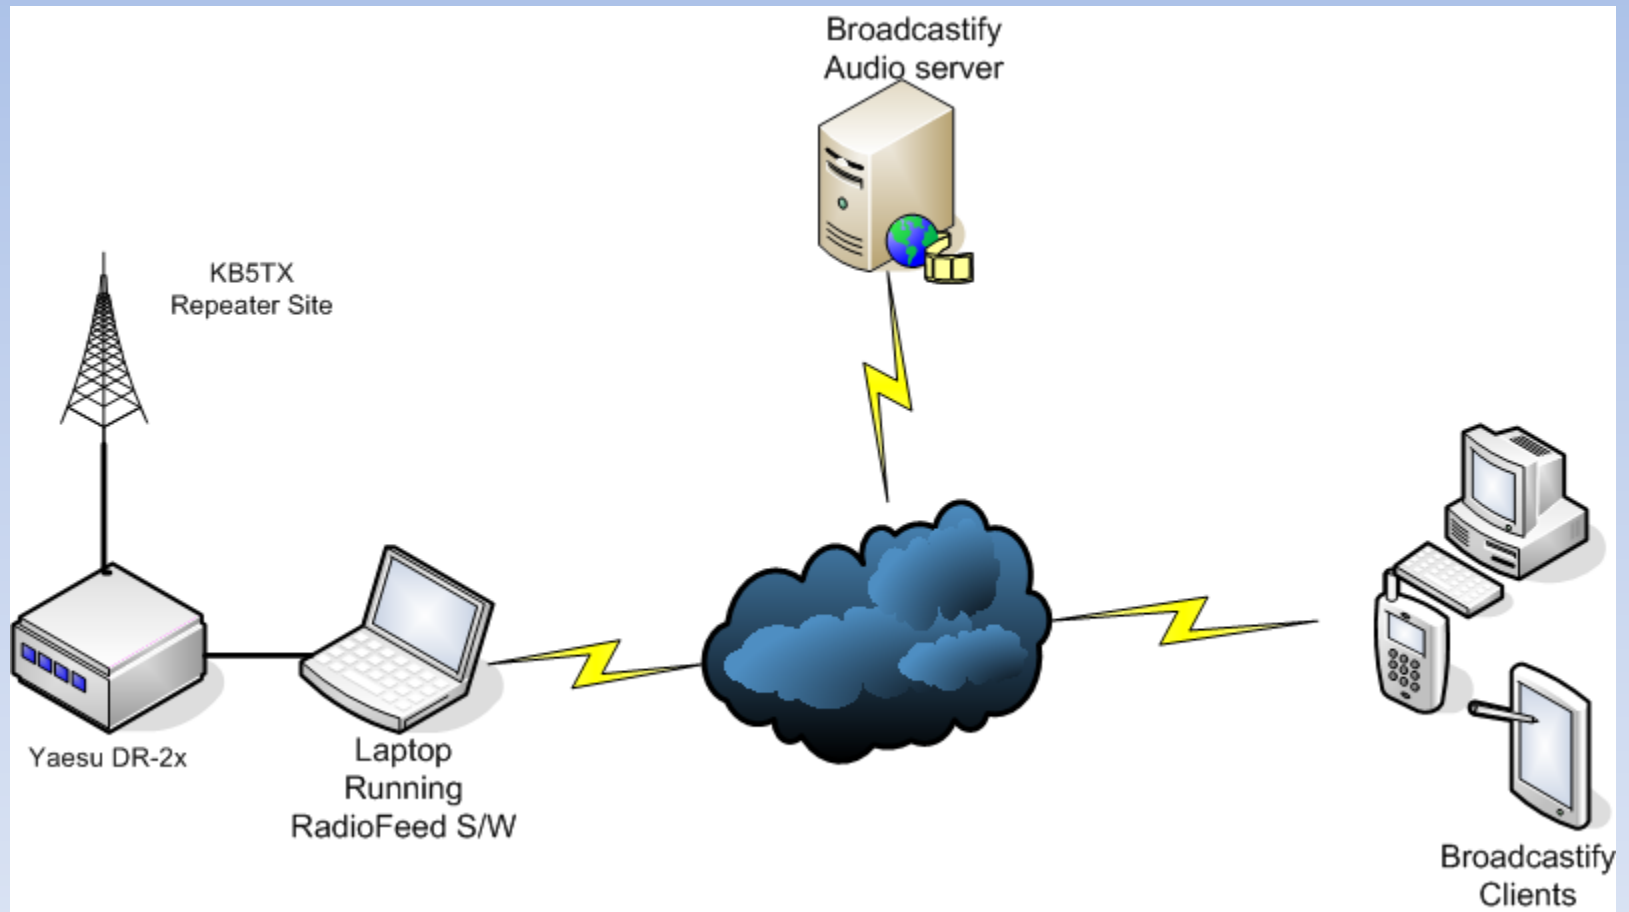 Broadcastify
Audio server
KB5TX
Repeater Site
Yaesu DR-2x
Laptop
Running
RadioFeed S/W
Broadcastify
Clients